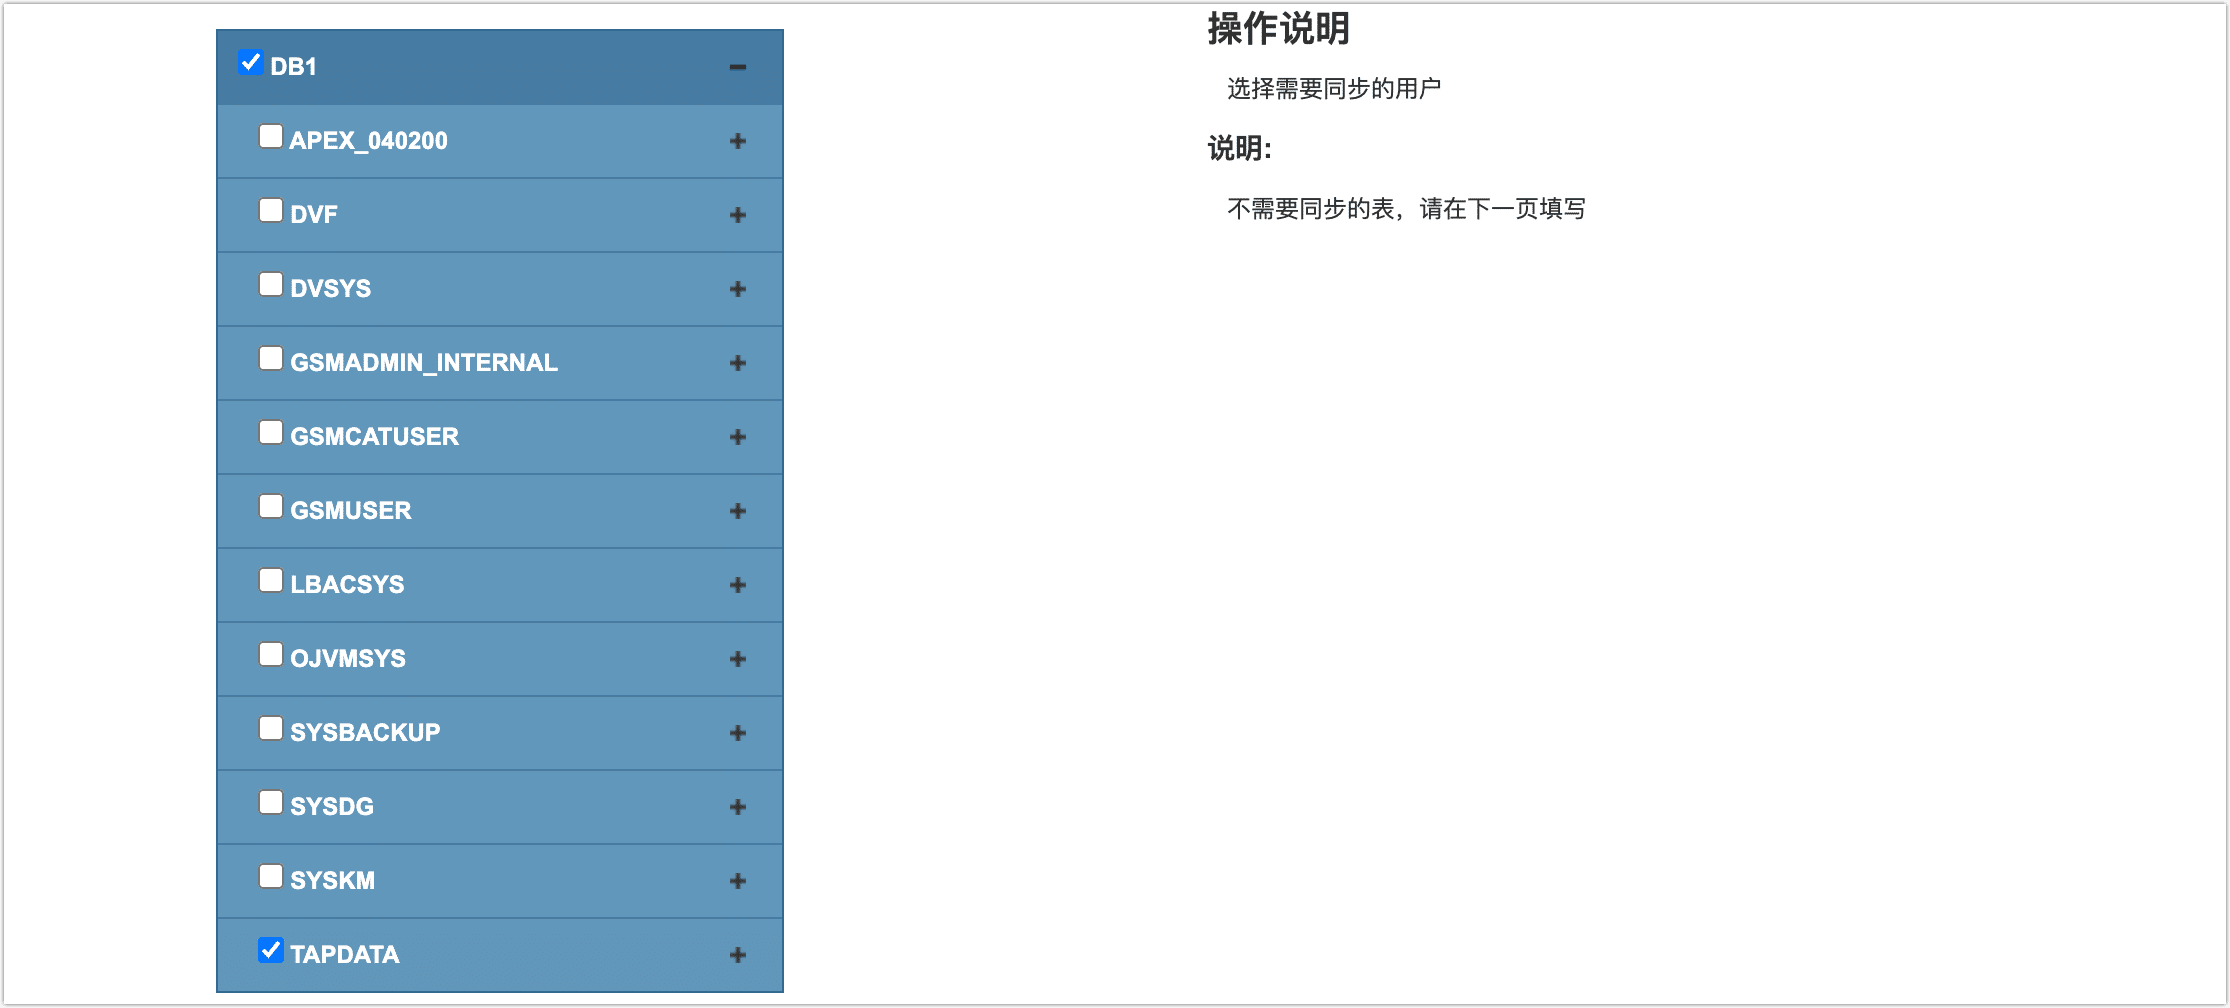 DB1
APEX_040200
DVF
DVSYS
GSMADMIN_INTERNAL
GSMCATUSER
GSMUSER
LBACSYS
OJVMSYS
SYSBACKUP
SYSDG
SYSKM
TAPDATA
操作说明
选择需要同步的用户
说明:
不需要同步的表，请在下一页填写